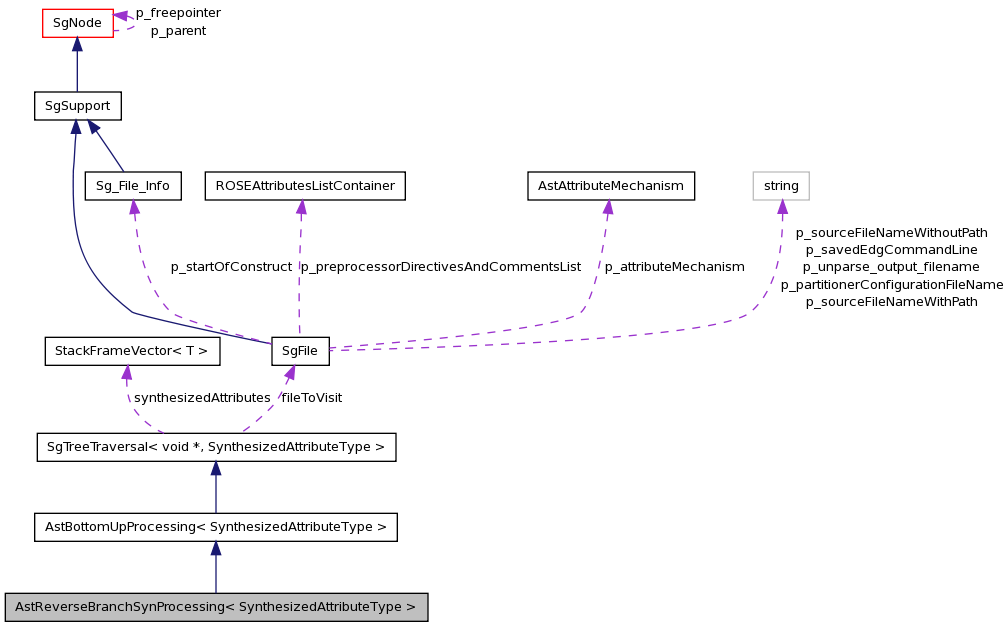 SgNode
p_freepointer
p_parent
SgSupport
Sg_File_Info
ROSEAttributesListContainer
AstAttributeMechanism
string
p_startOfConstruct
p_preprocessorDirectivesAndCommentsList
p_attributeMechanism
p_sourceFileNameWithoutPath
p_savedEdgCommandLine
p_unparse_output_filename
p_partitionerConfigurationFileName
p_sourceFileNameWithPath
StackFrameVector< T >
SgFile
synthesizedAttributes
fileToVisit
SgTreeTraversal< void *, SynthesizedAttributeType >
AstBottomUpProcessing< SynthesizedAttributeType >
AstReverseBranchSynProcessing< SynthesizedAttributeType >